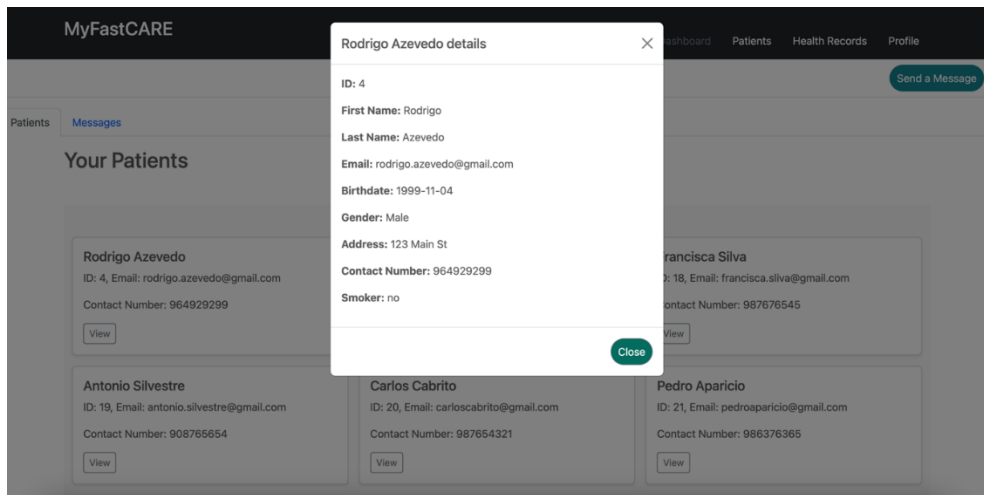 MyFastCARE
Dashboard Patients Health Records Profile
Send a Message
Patients Messages
Your Patients
Rodrigo Azevedo details
ID: 4
First Name: Rodrigo
Last Name: Azevedo
Email: rodrigo.azevedo@gmail.com
Birthdate: 1999-11-04
Gender: Male
Address: 123 Main St
Contact Number: 964929299
Smoker: no
Close
Rodrigo Azevedo
ID: 4, Email: rodrigo.azevedo@gmail.com
Contact Number: 964929299
View
Francisca Silva
ID: 18, Email: francisca.sliva@gmail.com
Contact Number: 987676545
View
Antonio Silvestre
ID: 19, Email: antonio.silvestre@gmail.com
Contact Number: 908765654
View
Carlos Cabrito
ID: 20, Email: carloscabrito@gmail.com
Contact Number: 987654321
View
Pedro Aparicio
ID: 21, Email: pedroaparicio@gmail.com
Contact Number: 986376365
View